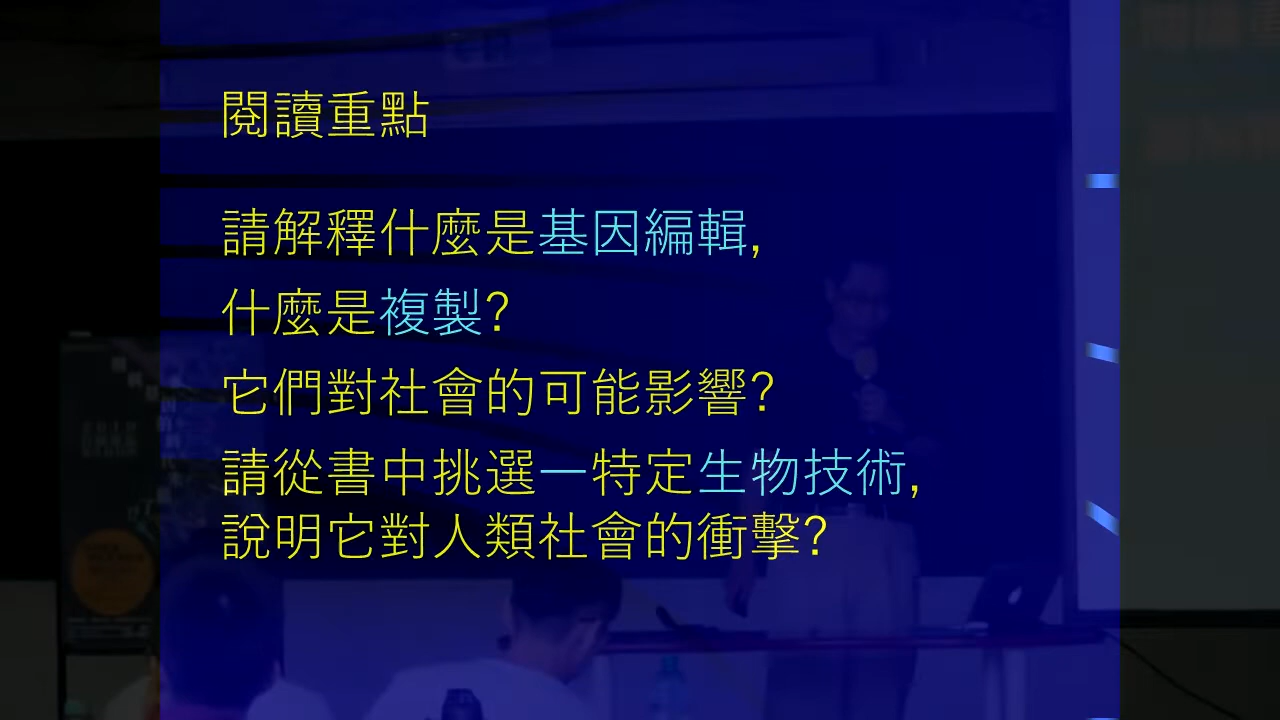 閱讀重點
請解釋什麼是基因編輯,
什麼是複製?
它們對社會的可能影響?
請從書中挑選一特定生物技術,
說明它對人類社會的衝擊?